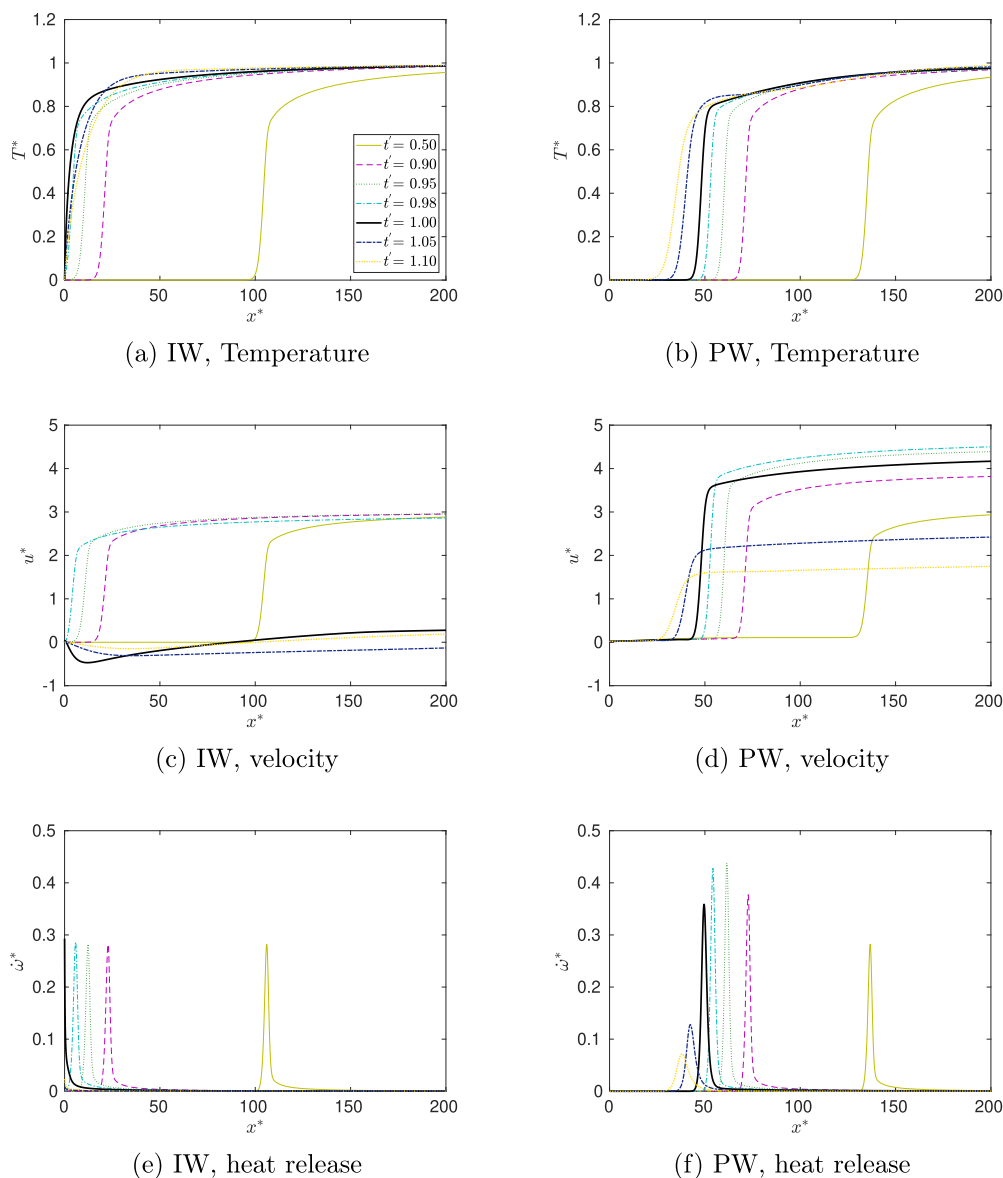 1.2
1
0.8
0.6
0.4
0.2
0
T*
0 50 100 150 200
x*
t′ = 0.50
t′ = 0.90
t′ = 0.95
t′ = 0.98
t′ = 1.00
t′ = 1.05
t′ = 1.10
(a) IW, Temperature
1.2
1
0.8
0.6
0.4
0.2
0
T*
0 50 100 150 200
x*
(b) PW, Temperature
5
4
3
2
1
0
-1
u*
0 50 100 150 200
x*
(c) IW, velocity
5
4
3
2
1
0
-1
u*
0 50 100 150 200
x*
(d) PW, velocity
0.5
0.4
0.3
0.2
0.1
0
ω̇*
0 50 100 150 200
x*
(e) IW, heat release
0.5
0.4
0.3
0.2
0.1
0
ω̇*
0 50 100 150 200
x*
(f) PW, heat release